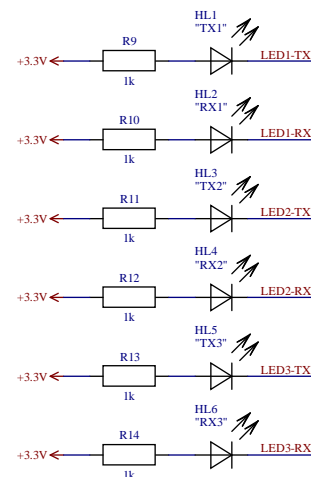 HL1
"TX1"
R9
+3.3V
LED1-TX
1k
HL2
"RX1"
R10
+3.3V
LED1-RX
1k
HL3
"TX2"
R11
+3.3V
LED2-TX
1k
HL4
"RX2"
R12
+3.3V
LED2-RX
1k
HL5
"TX3"
R13
+3.3V
LED3-TX
1k
HL6
"RX3"
R14
+3.3V
LED3-RX
1k